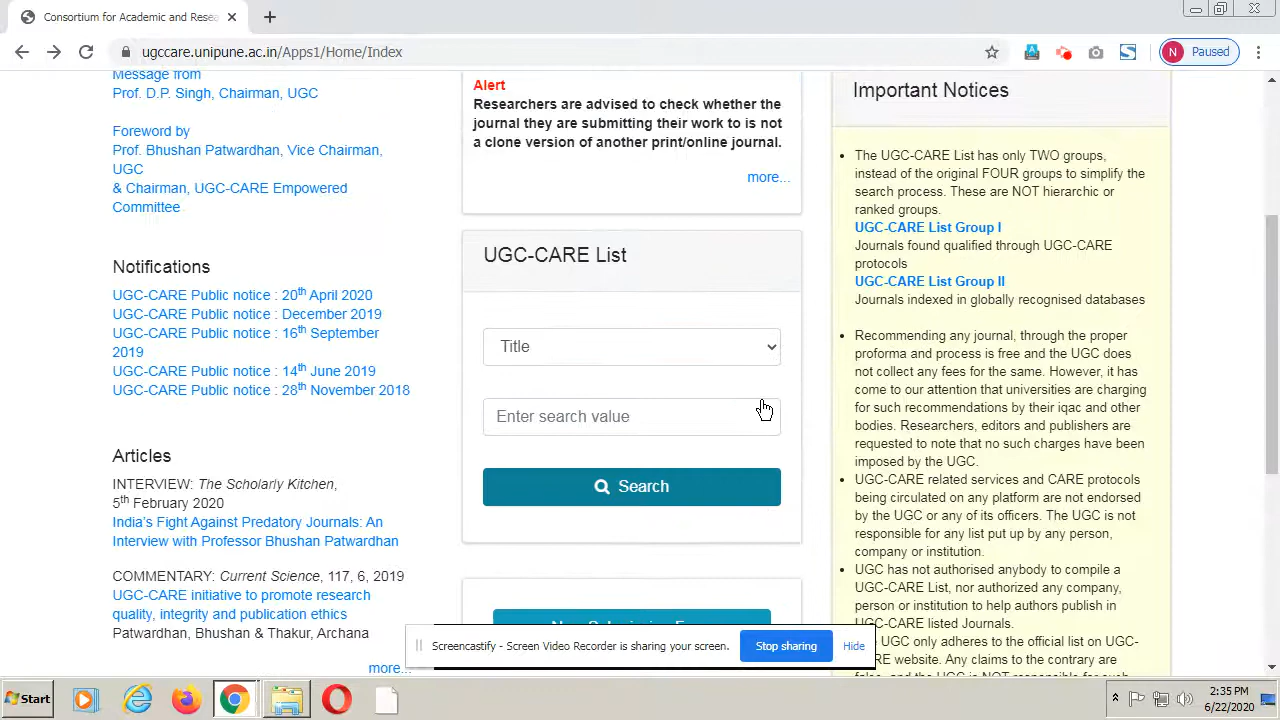 Consortium for Academic and Resea
ugccare.unipune.ac.in/Apps1/Home/Index
N Paused
Message from
Prof. D.P. Singh, Chairman, UGC
Foreword by
Prof. Bhushan Patwardhan, Vice Chairman,
UGC
& Chairman, UGC-CARE Empowered
Committee
Notifications
UGC-CARE Public notice : 20th April 2020
UGC-CARE Public notice : December 2019
UGC-CARE Public notice : 16th September
2019
UGC-CARE Public notice : 14th June 2019
UGC-CARE Public notice : 28th November 2018
Articles
INTERVIEW: The Scholarly Kitchen,
5th February 2020
India's Fight Against Predatory Journals: An
Interview with Professor Bhushan Patwardhan
COMMENTARY: Current Science, 117, 6, 2019
UGC-CARE initiative to promote research
quality, integrity and publication ethics
Patwardhan, Bhushan & Thakur, Archana
more...
Alert
Researchers are advised to check whether the
journal they are submitting their work to is not
a clone version of another print/online journal.
more...
UGC-CARE List
Title
Enter search value
Search
Important Notices
The UGC-CARE List has only TWO groups,
instead of the original FOUR groups to simplify the
search process. These are NOT hierarchic or
ranked groups.
UGC-CARE List Group I
Journals found qualified through UGC-CARE
protocols
UGC-CARE List Group II
Journals indexed in globally recognised databases
Recommending any journal, through the proper
proforma and process is free and the UGC does
not collect any fees for the same. However, it has
come to our attention that universities are charging
for such recommendations by their iqac and other
bodies. Researchers, editors and publishers are
requested to note that no such charges have been
imposed by the UGC.
UGC-CARE related services and CARE protocols
being circulated on any platform are not endorsed
by the UGC or any of its officers. The UGC is not
responsible for any list put up by any person,
company or institution.
UGC has not authorised anybody to compile a
UGC-CARE List, nor authorized any company,
person or institution to help authors publish in
UGC-CARE listed Journals.
UGC only adheres to the official list on UGC-
website. Any claims to the contrary are
Screencastify - Screen Video Recorder is sharing your screen.
Stop sharing
Hide
Start
2:35 PM
6/22/2020